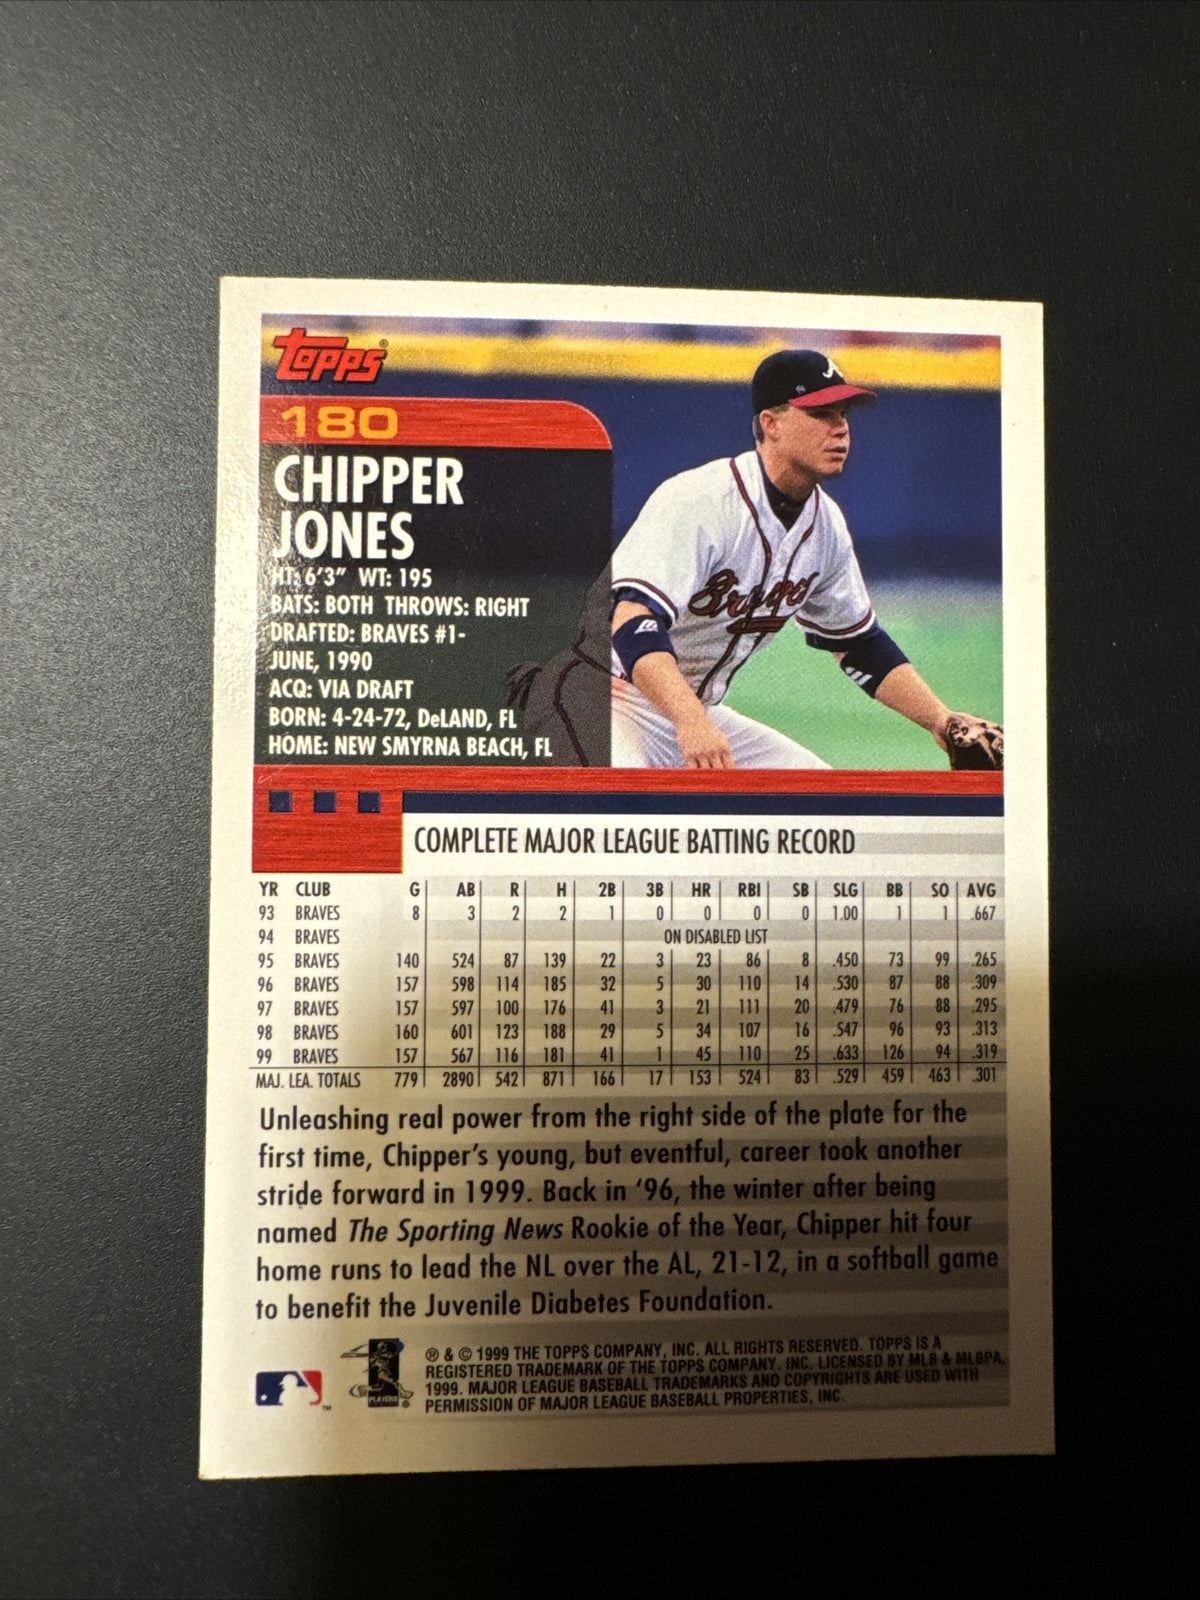 TOPPS®
180
CHIPPER
JONES
HT: 6'3" WT: 195
BATS: BOTH THROWS: RIGHT
DRAFTED: BRAVES #1-
JUNE, 1990
ACQ: VIA DRAFT
BORN: 4-24-72, DeLAND, FL
HOME: NEW SMYRNA BEACH, FL
A
Braves
COMPLETE MAJOR LEAGUE BATTING RECORD
YR CLUB G AB R H 2B 3B HR RBI SB SLG BB SO AVG
93 BRAVES 8 3 2 2 1 0 0 0 0 1.00 1 1 .667
94 BRAVES ON DISABLED LIST
95 BRAVES 140 524 87 139 22 3 23 86 8 .450 73 99 .265
96 BRAVES 157 598 114 185 32 5 30 110 14 .530 87 88 .309
97 BRAVES 157 597 100 176 41 3 21 111 20 .479 76 88 .295
98 BRAVES 160 601 123 188 29 5 34 107 16 .547 96 93 .313
99 BRAVES 157 567 116 181 41 1 45 110 25 .633 126 94 .319
MAJ. LEA. TOTALS 779 2890 542 871 166 17 153 524 83 .529 459 463 .301
Unleashing real power from the right side of the plate for the
first time, Chipper's young, but eventful, career took another
stride forward in 1999. Back in '96, the winter after being
named The Sporting News Rookie of the Year, Chipper hit four
home runs to lead the NL over the AL, 21-12, in a softball game
to benefit the Juvenile Diabetes Foundation.
® & © 1999 THE TOPPS COMPANY, INC. ALL RIGHTS RESERVED. TOPPS IS A
REGISTERED TRADEMARK OF THE TOPPS COMPANY, INC. LICENSED BY MLB & MLBPA,
1999. MAJOR LEAGUE BASEBALL TRADEMARKS AND COPYRIGHTS ARE USED WITH
PERMISSION OF MAJOR LEAGUE BASEBALL PROPERTIES, INC.
TM
PLAYERS ®